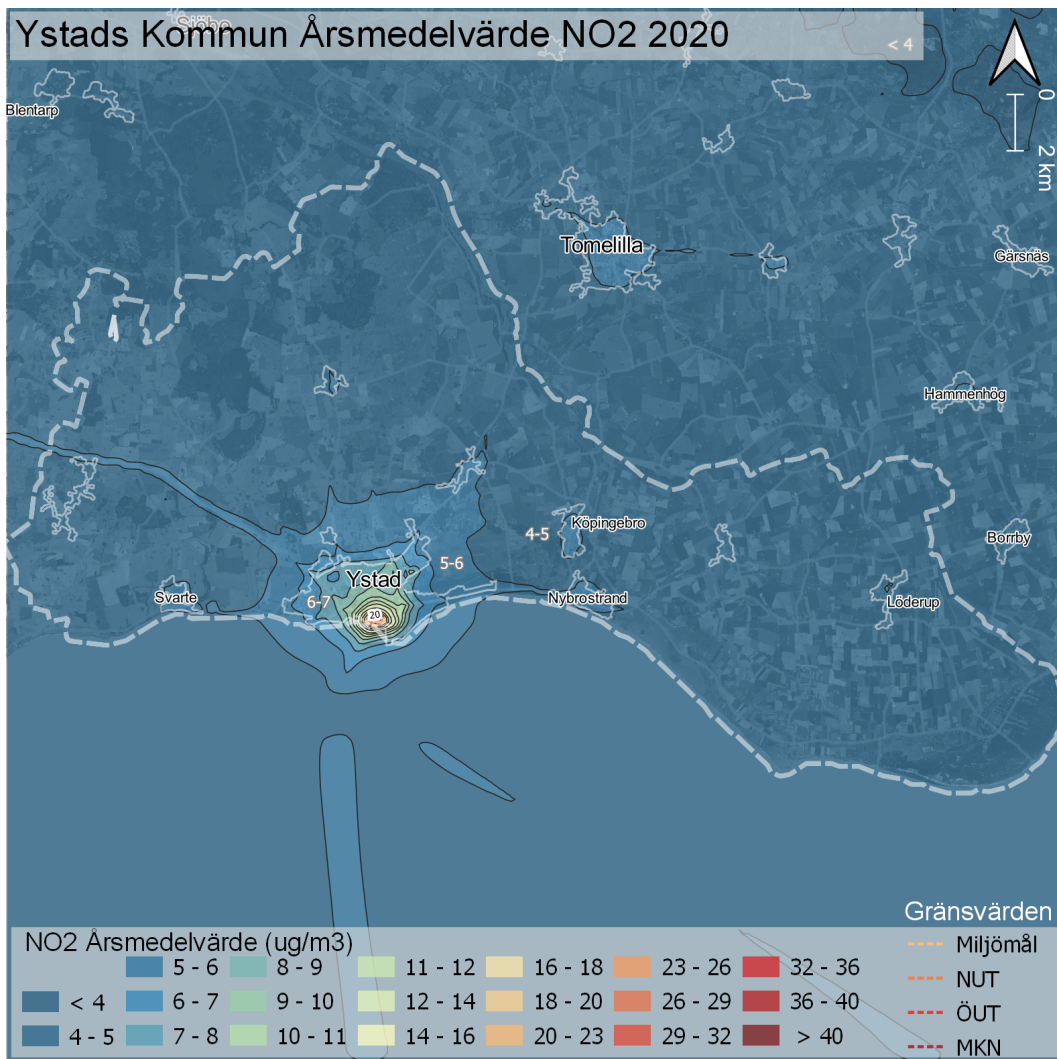 Sjöbo
Ystads Kommun Årsmedelvärde NO2 2020
< 4
0
2 km
Blentarp
Tomelilla
Gärsnäs
Hammenhög
4-5
Köpingebro
Borrby
5-6
Ystad
Svarte
6-7
Nybrostrand
Löderup
20
Gränsvärden
Miljömål
NUT
ÖUT
MKN
NO2 Årsmedelvärde (ug/m3)
5 - 6
8 - 9
11 - 12
16 - 18
23 - 26
32 - 36
< 4
6 - 7
9 - 10
12 - 14
18 - 20
26 - 29
36 - 40
4 - 5
7 - 8
10 - 11
14 - 16
20 - 23
29 - 32
> 40